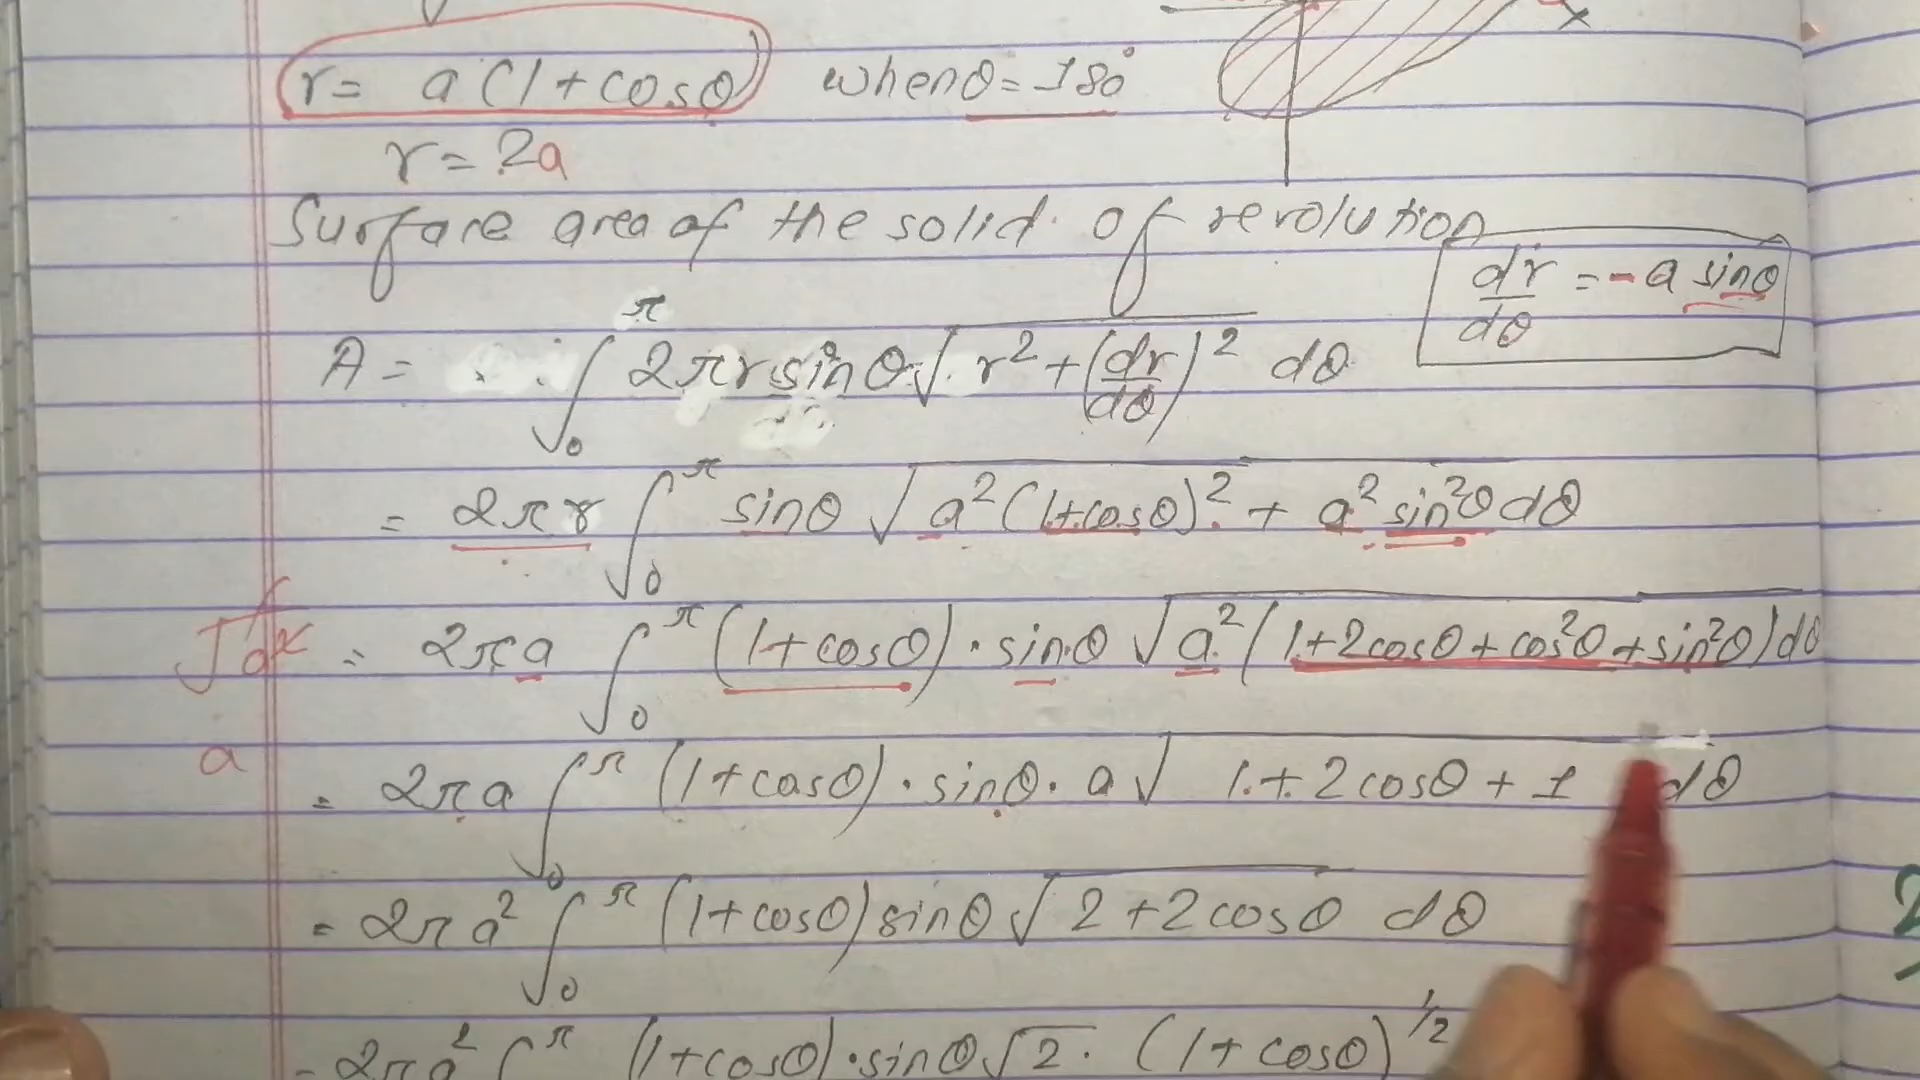 r = a(1+cosθ) when θ = 180°
x
r = 2a
Surface area of the solid of revolution
dr/dθ = -a sinθ
A = ∫₀^π 2πr sinθ √(r² + (dr/dθ)²) dθ
= 2πr ∫₀^π sinθ √(a²(1+cosθ)² + a² sin²θ) dθ
= 2πa ∫₀^π (1+cosθ)·sinθ √(a²(1+2cosθ+cos²θ+sin²θ)) dθ
a
= 2πa ∫₀^π (1+cosθ)·sinθ·a √(1+2cosθ+1) dθ
= 2πa² ∫₀^π (1+cosθ) sinθ √(2+2cosθ) dθ
= 2πa² ∫^π (1+cosθ)·sinθ √2·(1+cosθ)^1/2